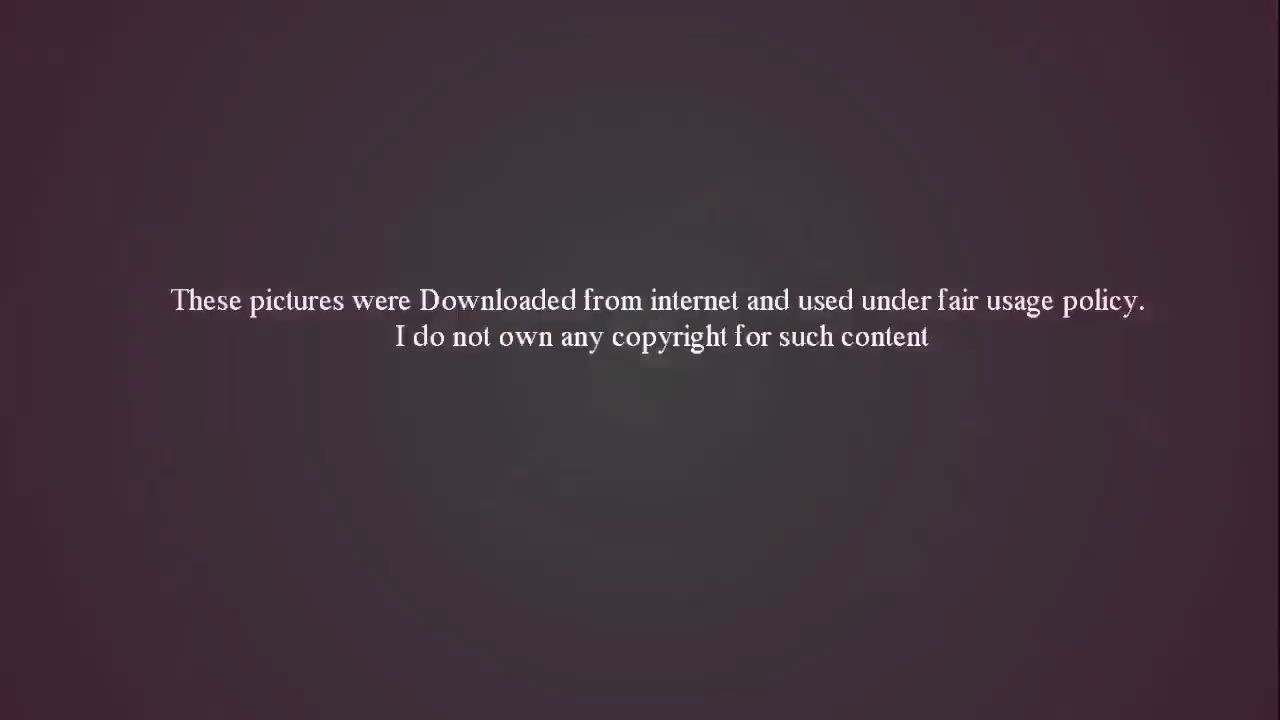 These pictures were Downloaded from internet and used under fair usage policy.
I do not own any copyright for such content